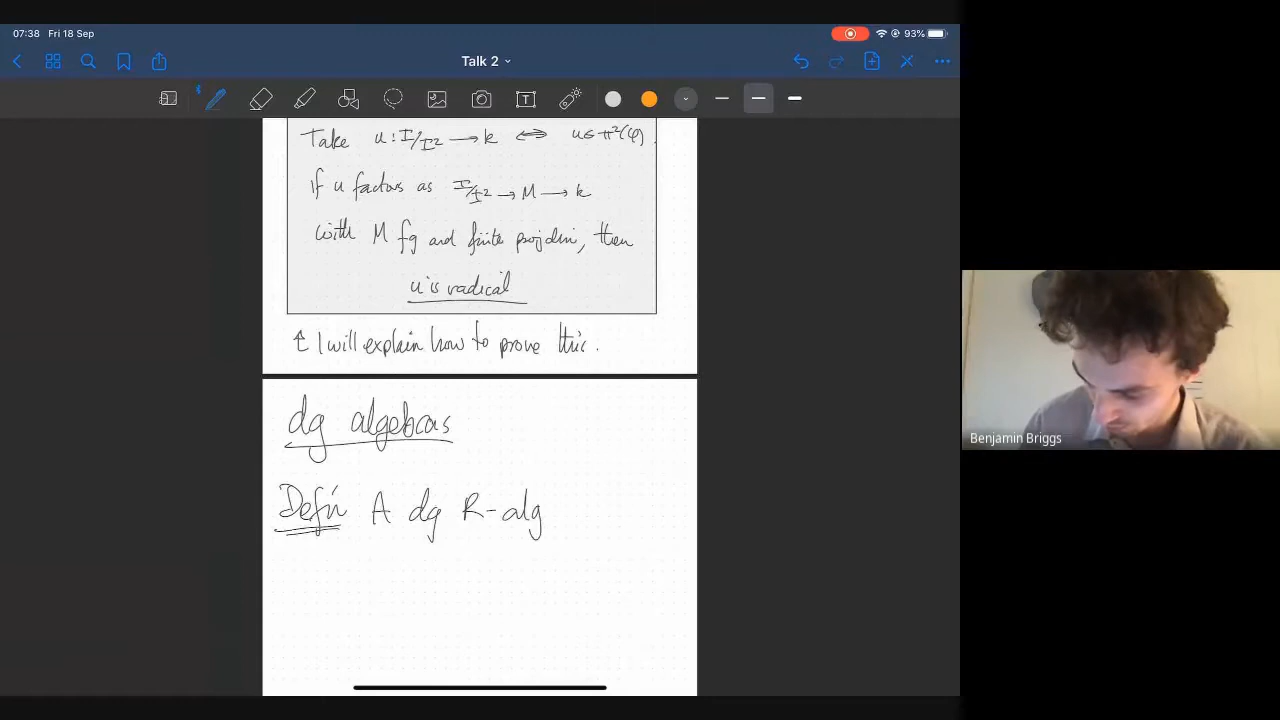 07:38 Fri 18 Sep
93%
Talk 2
Take u : I/I² → k ⟺ u ∈ π²(φ).
If u factors as I/I² → M → k
with M fg and finite proj dim, then
u is radical
↑ I will explain how to prove this.
dg algebras
Defn A dg R-alg
Benjamin Briggs